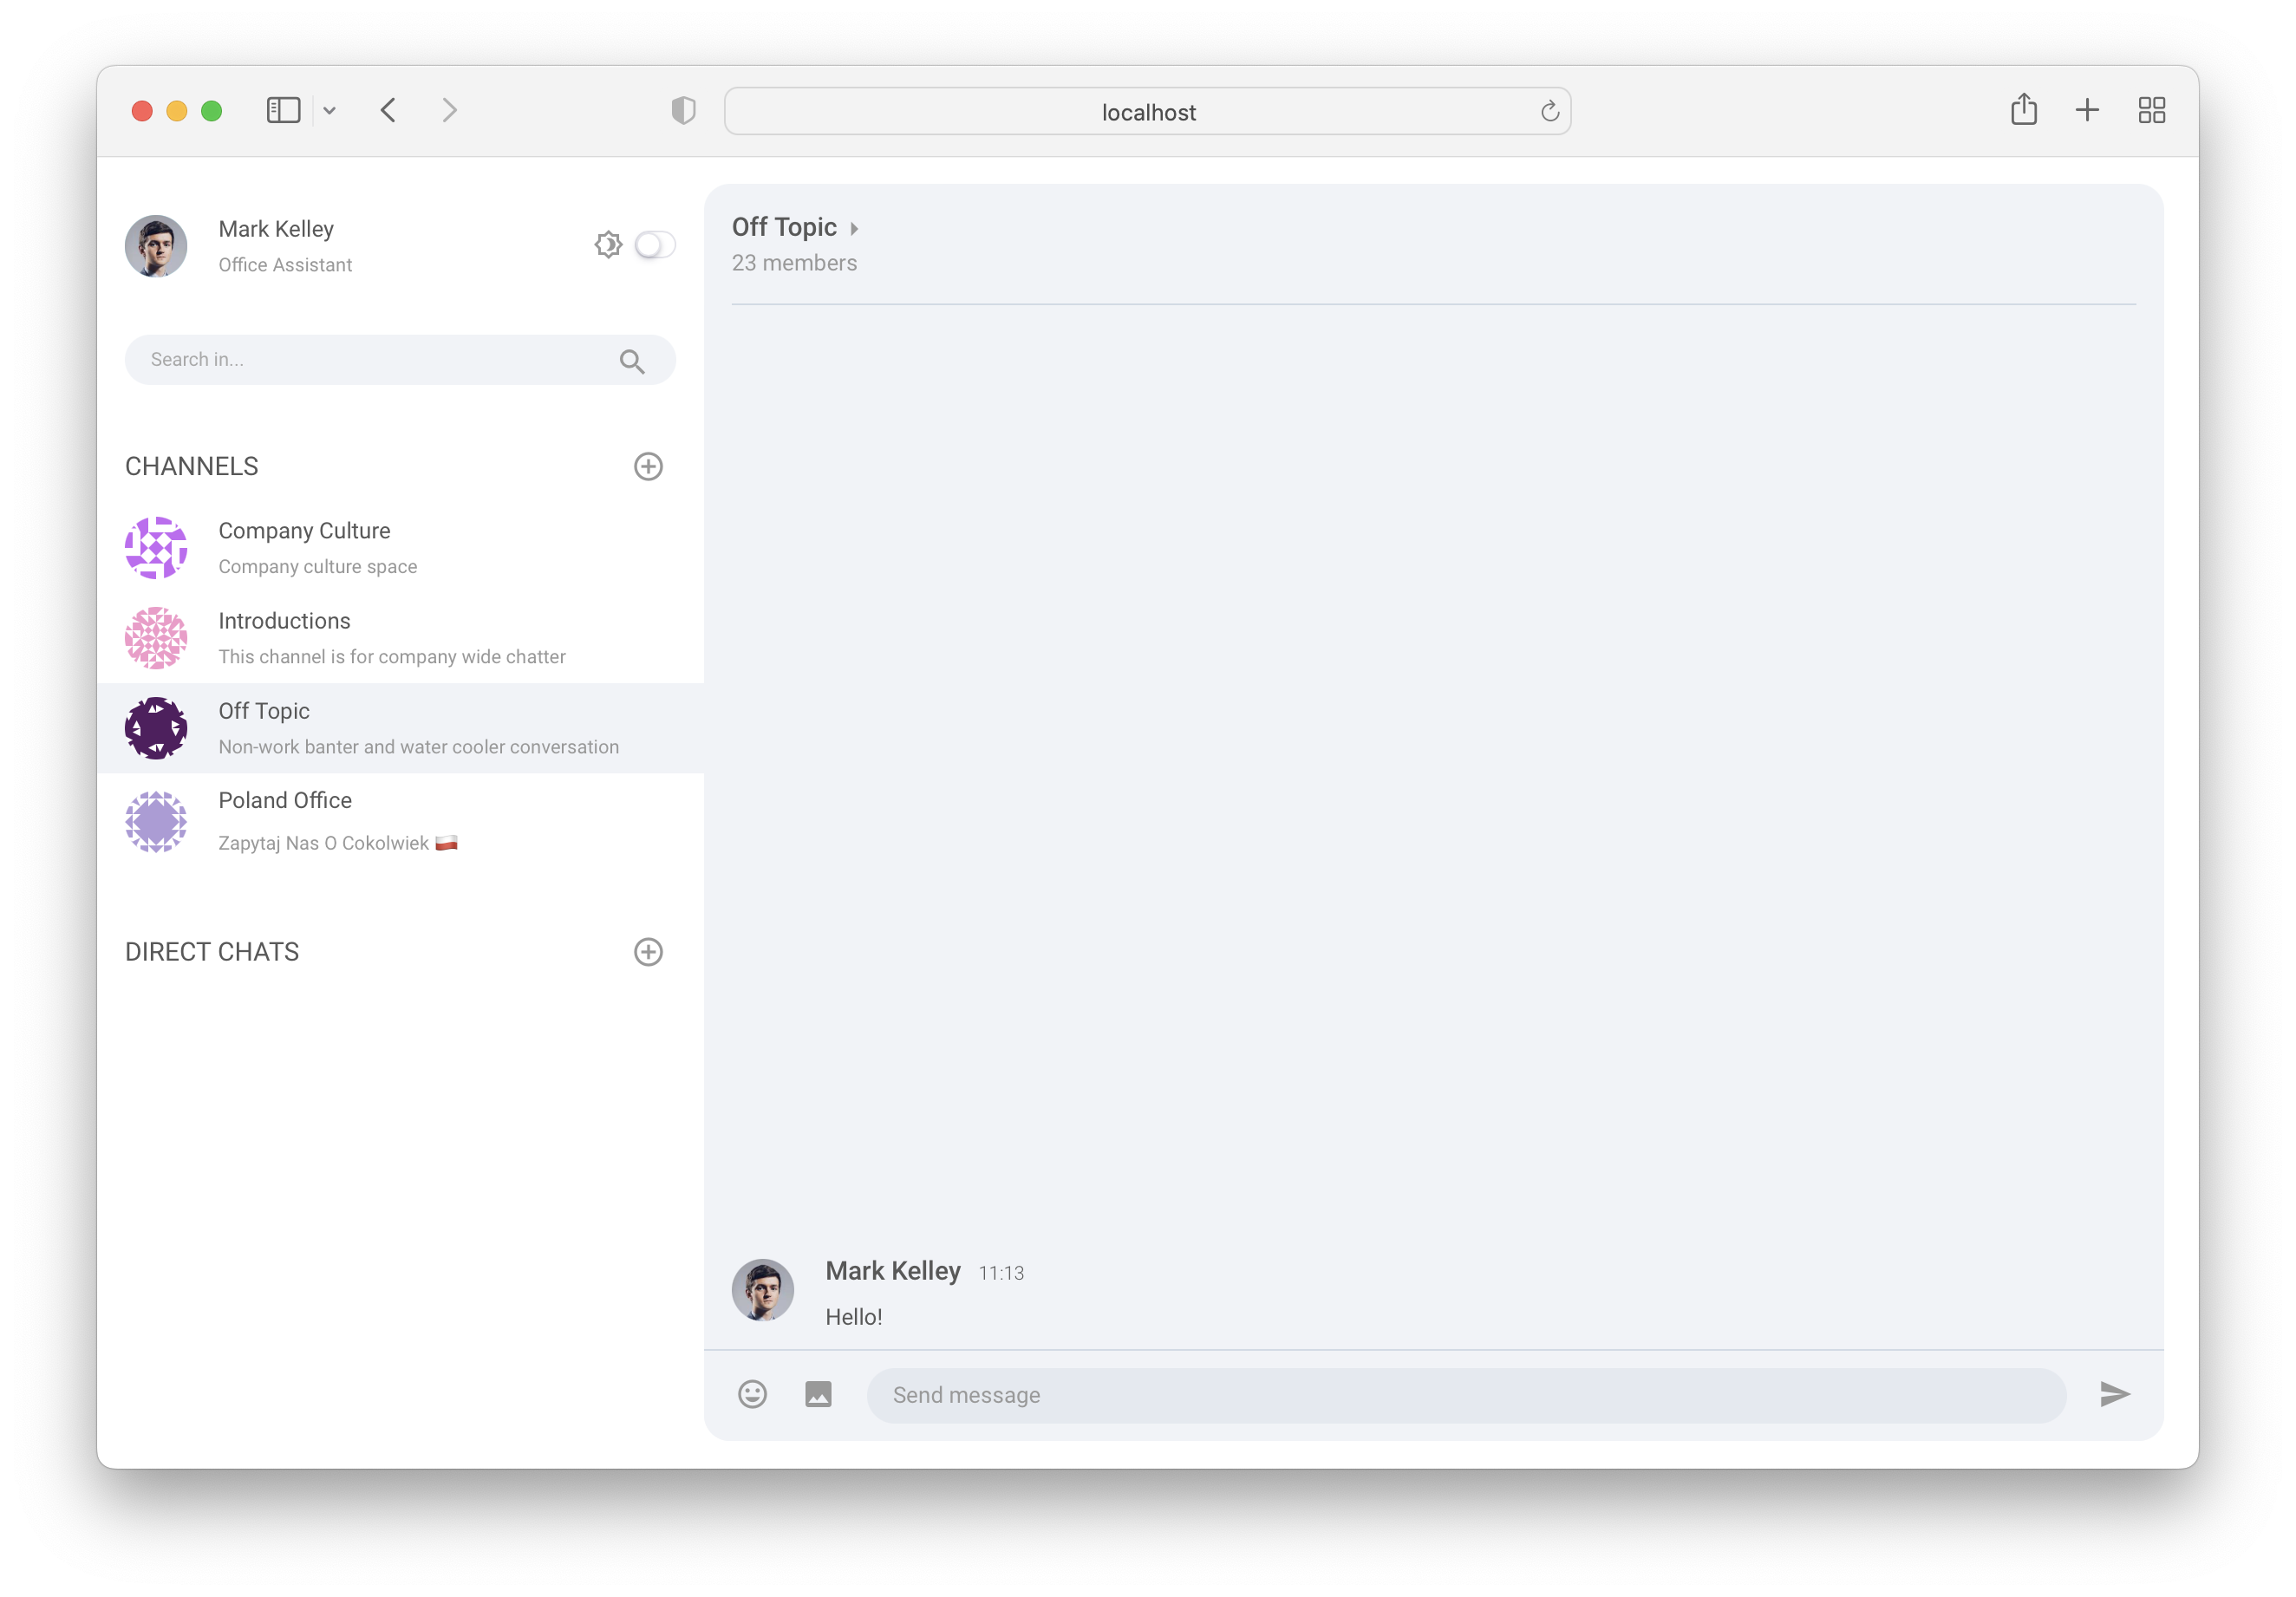 localhost
Mark Kelley
Office Assistant
Search in...
CHANNELS
Company Culture
Company culture space
Introductions
This channel is for company wide chatter
Off Topic
Non-work banter and water cooler conversation
Poland Office
Zapytaj Nas O Cokolwiek 🇵🇱
DIRECT CHATS
Off Topic
23 members
Mark Kelley 11:13
Hello!
Send message